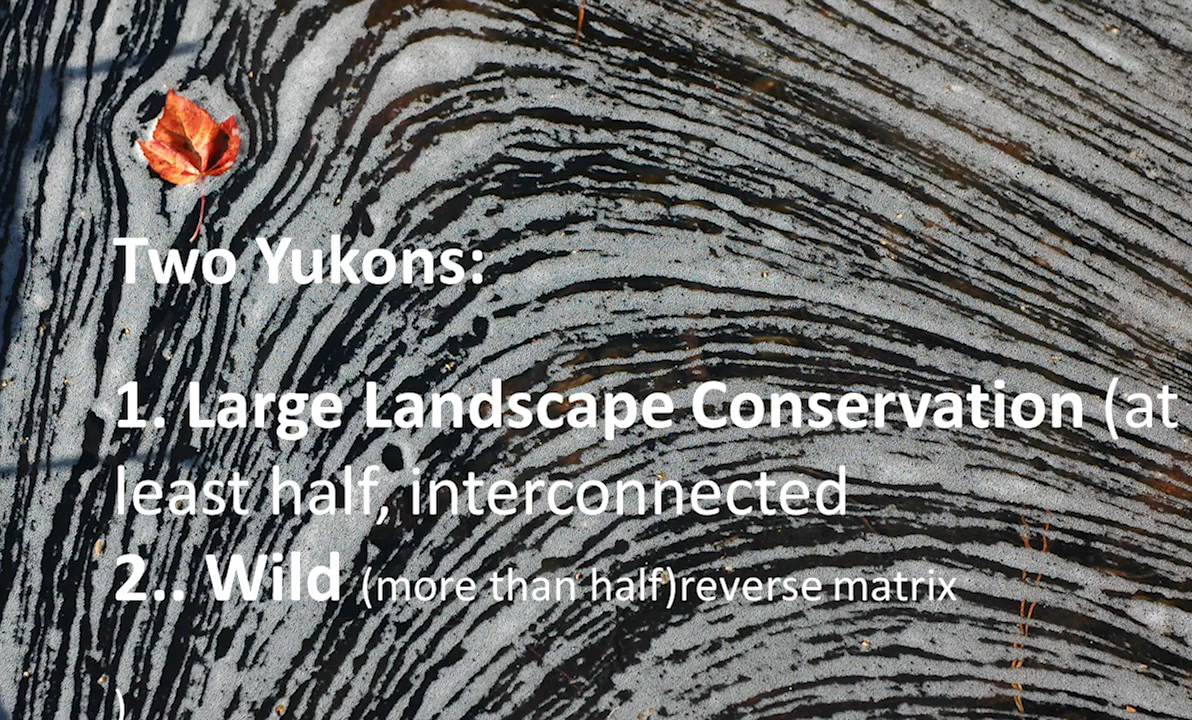 Two Yukons:
1. Large Landscape Conservation (at
least half, interconnected
2.. Wild (more than half)reverse matrix
)